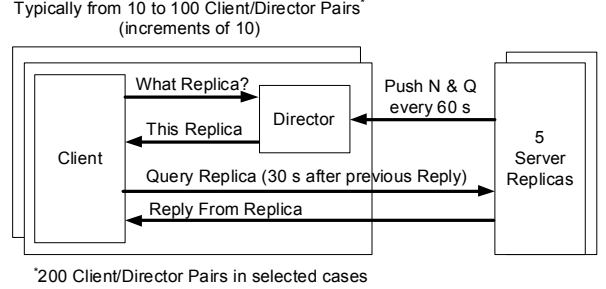 Typically from 10 to 100 Client/Director Pairs*
(increments of 10)
What Replica?
Push N & Q
every 60 s
Director
This Replica
5
Server
Replicas
Client
Query Replica (30 s after previous Reply)
Reply From Replica
*200 Client/Director Pairs in selected cases